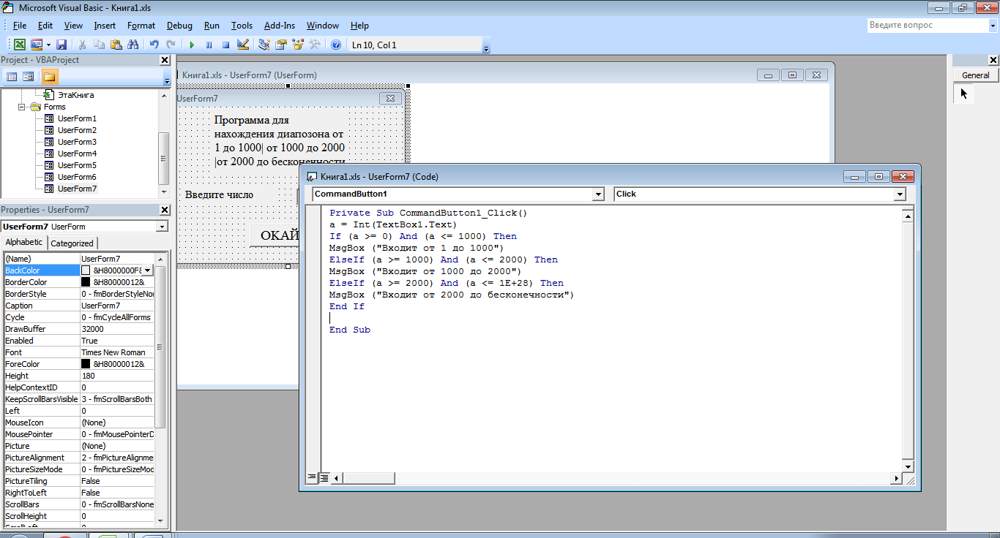 Microsoft Visual Basic - Книга1.xls
File Edit View Insert Format Debug Run Tools Add-Ins Window Help
Введите вопрос
Ln 10, Col 1
Project - VBAProject
ЭтаКнига
Forms
UserForm1
UserForm2
UserForm3
UserForm4
UserForm5
UserForm6
UserForm7
Properties - UserForm7
UserForm7 UserForm
Alphabetic Categorized
(Name) UserForm7
BackColor &H8000000F&
BorderColor &H80000012&
BorderStyle 0 - fmBorderStyleNor
Caption UserForm7
Cycle 0 - fmCycleAllForms
DrawBuffer 32000
Enabled True
Font Times New Roman
ForeColor &H80000012&
Height 180
HelpContextID 0
KeepScrollBarsVisible 3 - fmScrollBarsBoth
Left 0
MouseIcon (None)
MousePointer 0 - fmMousePointerD
Picture (None)
PictureAlignment 2 - fmPictureAlignme
PictureSizeMode 0 - fmPictureSizeMod
PictureTiling False
RightToLeft False
ScrollBars 0 - fmScrollBarsNone
ScrollHeight 0
ScrollLeft 0
Книга1.xls - UserForm7 (UserForm)
UserForm7
Программа для
нахождения диапозона от
1 до 1000| от 1000 до 2000
|от 2000 до бесконечности
Введите число
ОКАЙ
Книга1.xls - UserForm7 (Code)
CommandButton1 Click
Private Sub CommandButton1_Click()
a = Int(TextBox1.Text)
If (a >= 0) And (a <= 1000) Then
MsgBox ("Входит от 1 до 1000")
ElseIf (a >= 1000) And (a <= 2000) Then
MsgBox ("Входит от 1000 до 2000")
ElseIf (a >= 2000) And (a <= 1E+28) Then
MsgBox ("Входит от 2000 до бесконечности")
End If
End Sub
General